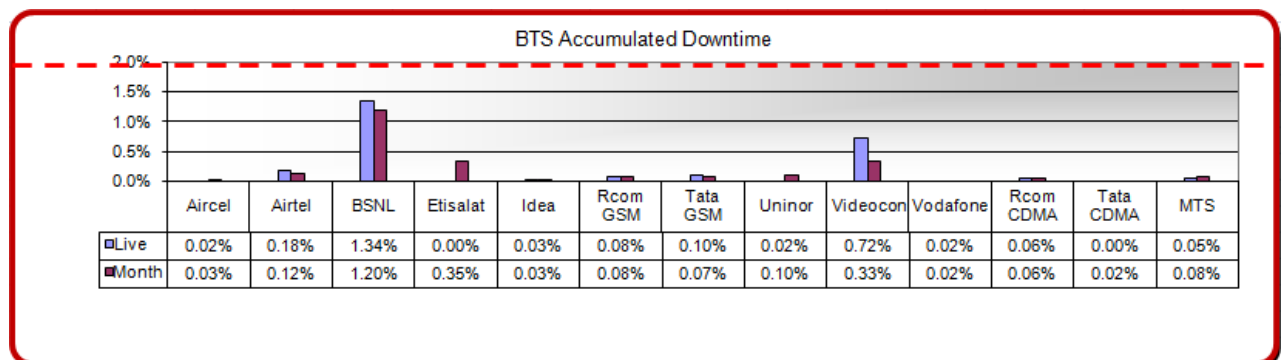 BTS Accumulated Downtime
2.0%
1.5%
1.0%
0.5%
0.0%
Aircel Airtel BSNL Etisalat Idea Rcom GSM Tata GSM Uninor Videocon Vodafone Rcom CDMA Tata CDMA MTS
Live 0.02% 0.18% 1.34% 0.00% 0.03% 0.08% 0.10% 0.02% 0.72% 0.02% 0.06% 0.00% 0.05%
Month 0.03% 0.12% 1.20% 0.35% 0.03% 0.08% 0.07% 0.10% 0.33% 0.02% 0.06% 0.02% 0.08%